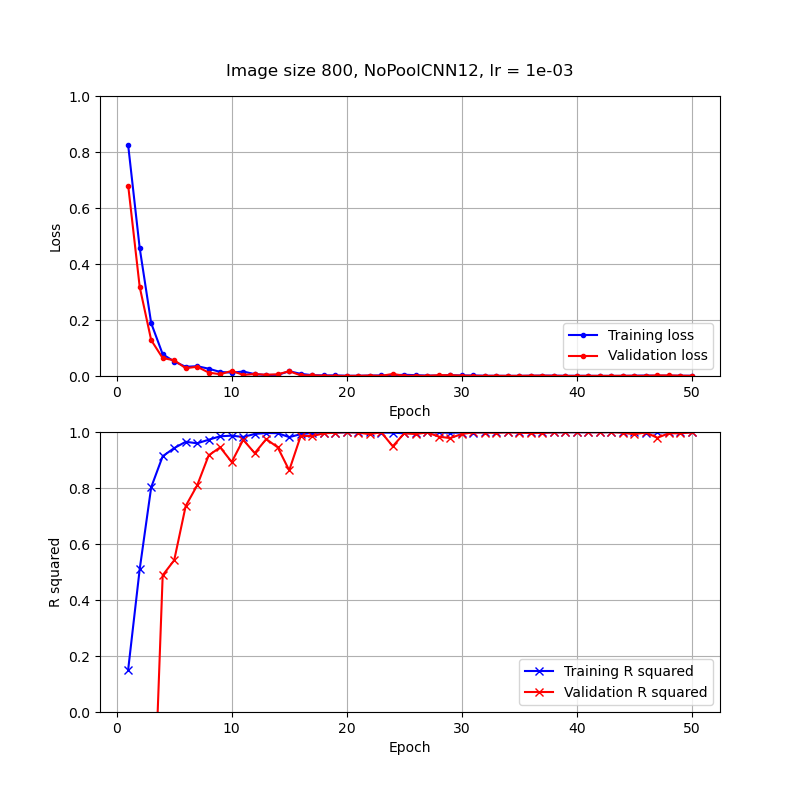 Image size 800, NoPoolCNN12, lr = 1e-03
1.0
0.8
0.6
0.4
0.2
0.0
Loss
Training loss
Validation loss
0 10 20 30 40 50
Epoch
1.0
0.8
0.6
0.4
0.2
0.0
R squared
Training R squared
Validation R squared
0 10 20 30 40 50
Epoch